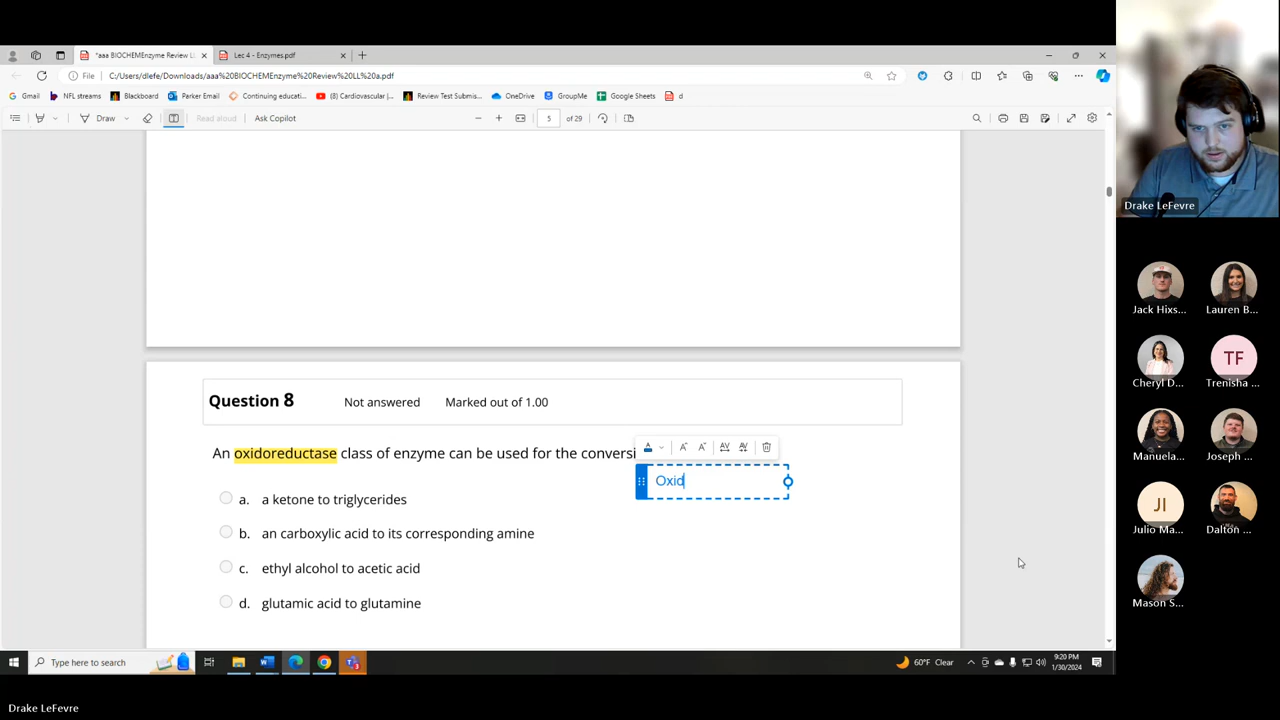 *aaa BIOCHEMEnzyme Review L
Lec 4 - Enzymes.pdf
File C:/Users/dlefe/Downloads/aaa%20BIOCHEMEnzyme%20Review%20LL%20a.pdf
Gmail NFL streams Blackboard Parker Email Continuing educati... (8) Cardiovascular |... Review Test Submis... OneDrive GroupMe Google Sheets d
Draw Read aloud Ask Copilot 5 of 29
Question 8 Not answered Marked out of 1.00
An oxidoreductase class of enzyme can be used for the conversi
Oxid
a. a ketone to triglycerides
b. an carboxylic acid to its corresponding amine
c. ethyl alcohol to acetic acid
d. glutamic acid to glutamine
Drake LeFevre
Jack Hixs... Lauren B...
TF
Cheryl D... Trenisha ...
Manuela... Joseph ...
JI
Julio Ma... Dalton ...
Mason S...
Type here to search
60°F Clear
9:20 PM
1/30/2024
Drake LeFevre